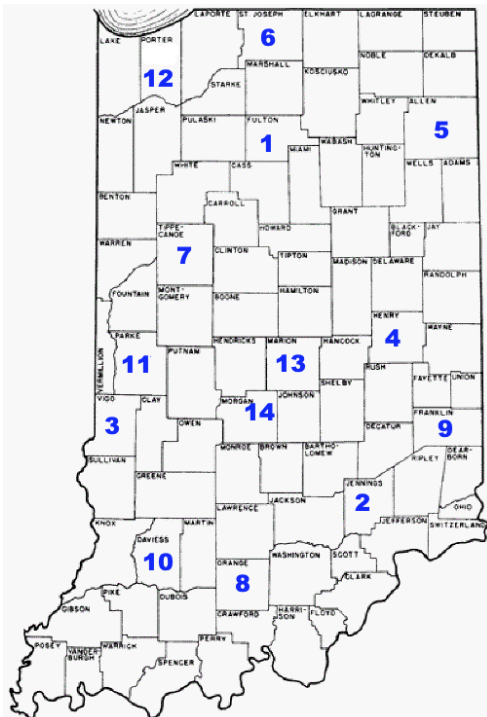 LAPORTE ST. JOSEPH ELKHART LAGRANGE STEUBEN
LAKE PORTER 6
NOBLE DEKALB
MARSHALL
KOSCIUSKO
12 STARKE
WHITLEY ALLEN
JASPER
NEWTON PULASKI FULTON
5
1 WABASH
MIAMI HUNTING-
TON
WHITE CASS WELLS ADAMS
BENTON
CARROLL
GRANT
TIPPE-
CANOE
HOWARD BLACK-
FORD JAY
WARREN
7 CLINTON
TIPTON
MADISON DELAWARE
RANDOLPH
FOUNTAIN MONT-
GOMERY BOONE HAMILTON
HENRY
WAYNE
4
PARKE HENDRICKS MARION HANCOCK
VERMILLION 11 PUTNAM 13
RUSH
FAYETTE UNION
SHELBY
VIGO CLAY MORGAN JOHNSON
3 14 FRANKLIN
OWEN DECATUR 9
SULLIVAN MONROE BROWN BARTHO-
LOMEW RIPLEY DEAR-
BORN
GREENE JENNINGS
2
JACKSON
LAWRENCE OHIO
KNOX MARTIN JEFFERSON SWITZERLAND
DAVIESS
10 ORANGE WASHINGTON SCOTT
8 CLARK
PIKE DUBOIS
GIBSON CRAWFORD HARRI-
SON FLOYD
POSEY VANDER-
BURGH WARRICK PERRY
SPENCER